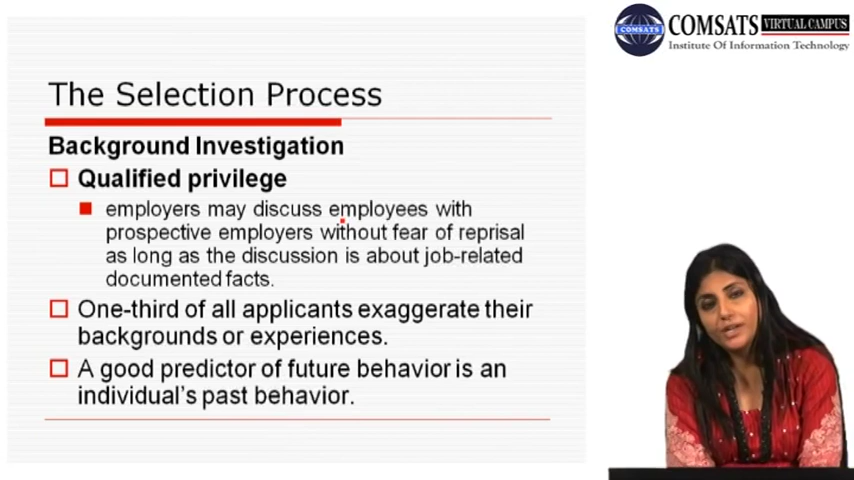 COMSATS VIRTUAL CAMPUS
COMSATS
Institute Of Information Technology
The Selection Process
Background Investigation
Qualified privilege
employers may discuss employees with
prospective employers without fear of reprisal
as long as the discussion is about job-related
documented facts.
One-third of all applicants exaggerate their
backgrounds or experiences.
A good predictor of future behavior is an
individual's past behavior.